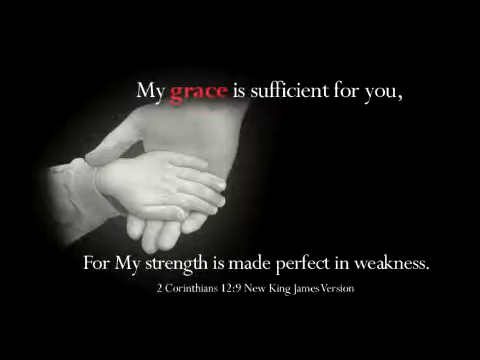 My grace is sufficient for you,
For My strength is made perfect in weakness.
2 Corinthians 12:9 New King James Version